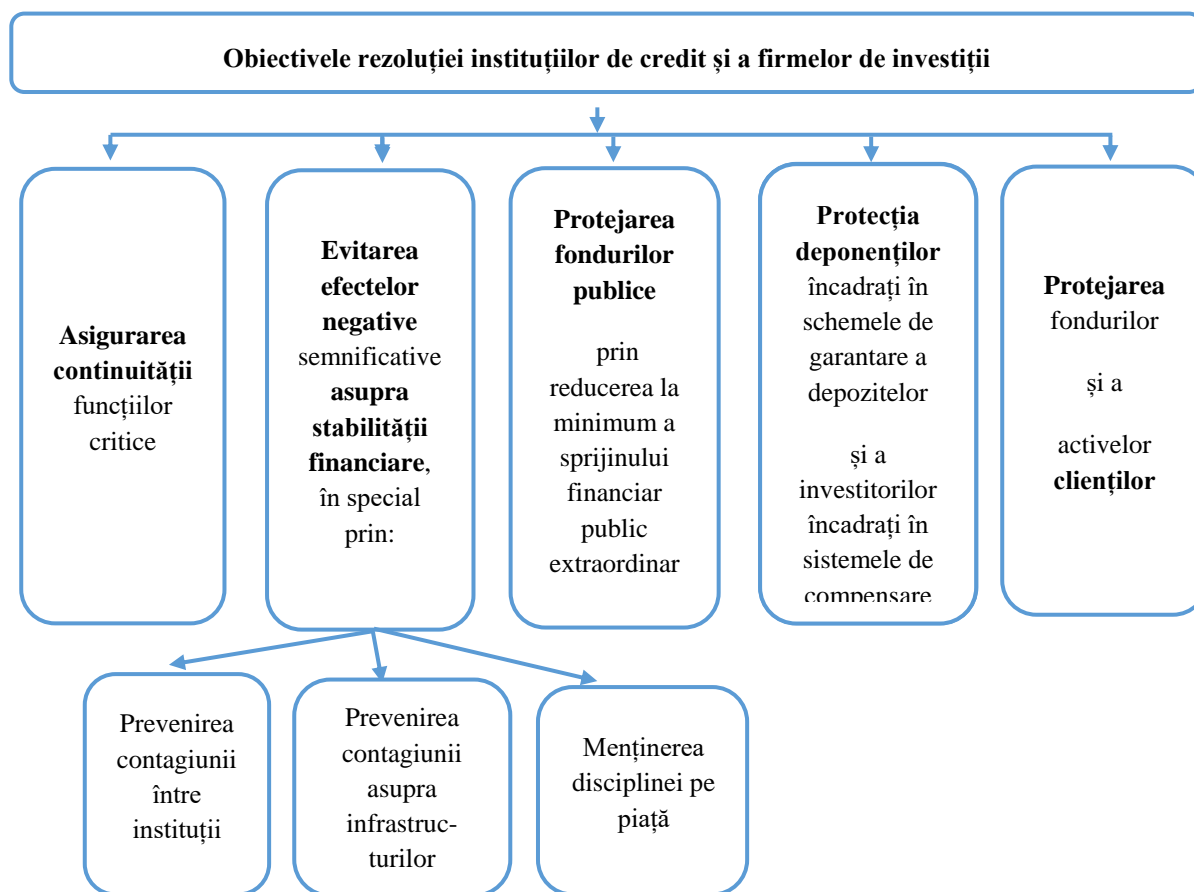 Obiectivele rezoluției instituțiilor de credit și a firmelor de investiții
Asigurarea
continuității
funcțiilor
critice
Evitarea
efectelor
negative
semnificative
asupra
stabilității
financiare,
în special
prin:
Protejarea
fondurilor
publice
prin
reducerea la
minimum a
sprijinului
financiar
public
extraordinar
Protecția
deponenților
încadrați în
schemele de
garantare a
depozitelor
și a
investitorilor
încadrați în
sistemele de
compensare
Protejarea
fondurilor
și a
activelor
clienților
Prevenirea
contagiunii
între
instituții
Prevenirea
contagiunii
asupra
infrastruc-
turilor
Menținerea
disciplinei pe
piață